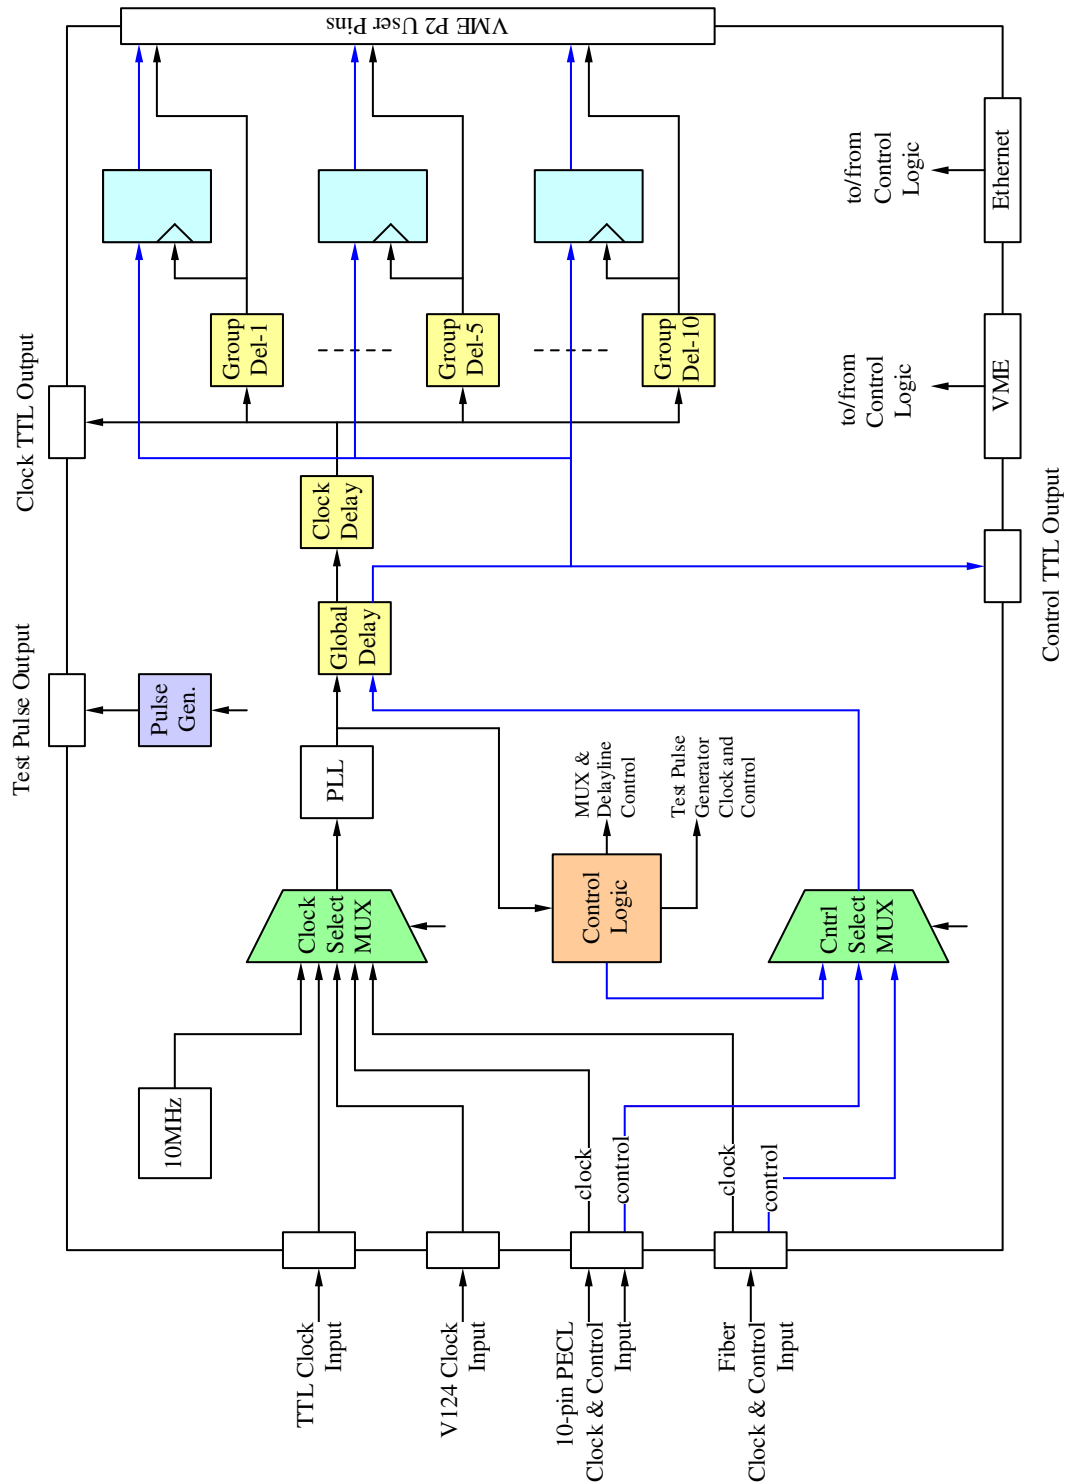 VME P2 User Pins
Clock TTL Output
Test Pulse Output
Group
Del-1
Group
Del-5
Group
Del-10
Clock
Delay
Global
Delay
Pulse
Gen.
PLL
Clock
Select
MUX
10MHz
Control
Logic
MUX &
Delayline
Control
Test Pulse
Generator
Clock and
Control
Cntrl
Select
MUX
clock
control
clock
control
TTL Clock
Input
V124 Clock
Input
10-pin PECL
Clock & Control
Input
Fiber
Clock & Control
Input
to/from
Control
Logic
Ethernet
to/from
Control
Logic
VME
Control TTL Output